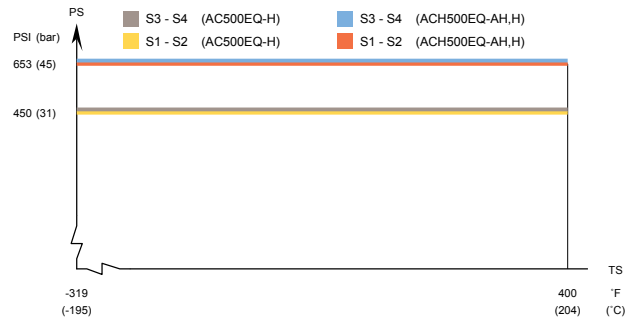 PS
S3 - S4 (AC500EQ-H) S3 - S4 (ACH500EQ-AH,H)
S1 - S2 (AC500EQ-H) S1 - S2 (ACH500EQ-AH,H)
PSI (bar)
653 (45)
450 (31)
TS
-319 400 ˚F
(-195) (204) (˚C)